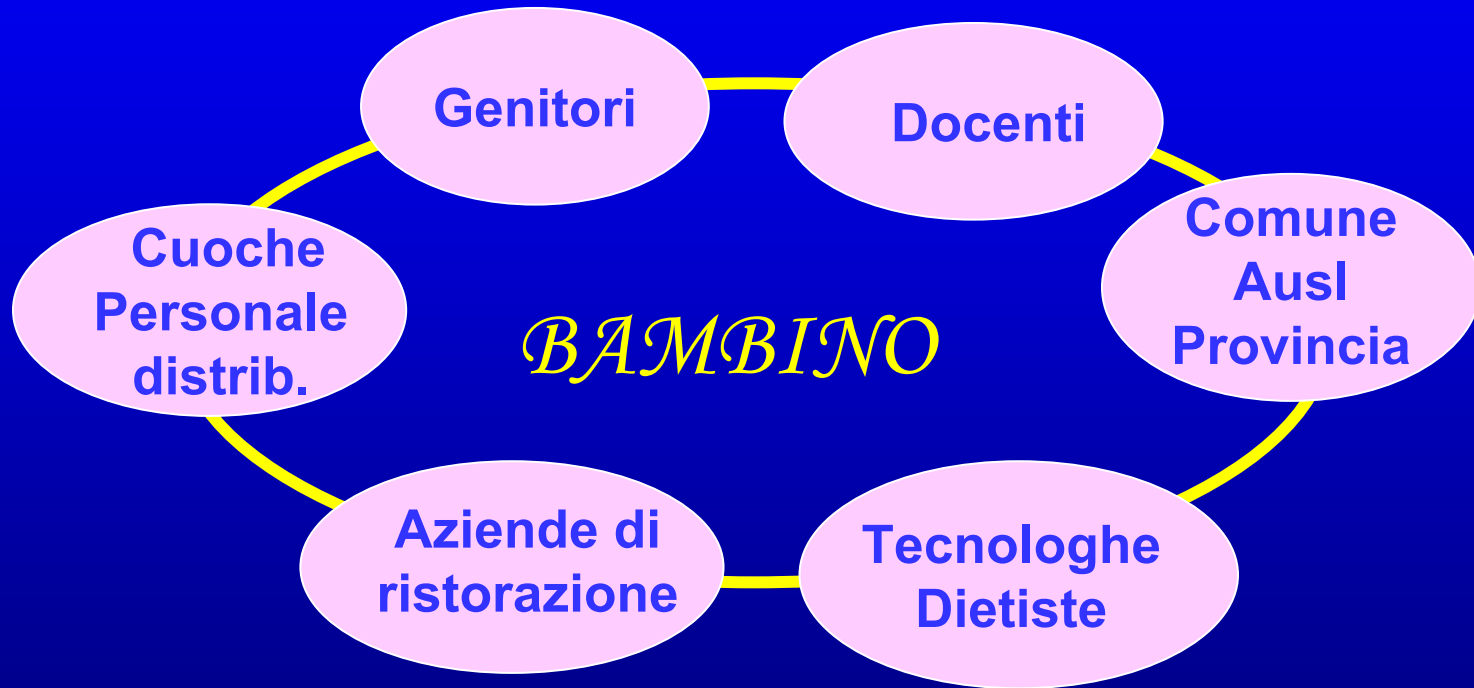 Genitori
Docenti
Comune
Ausl
Provincia
Cuoche
Personale
distrib.
BAMBINO
Aziende di
ristorazione
Tecnologhe
Dietiste